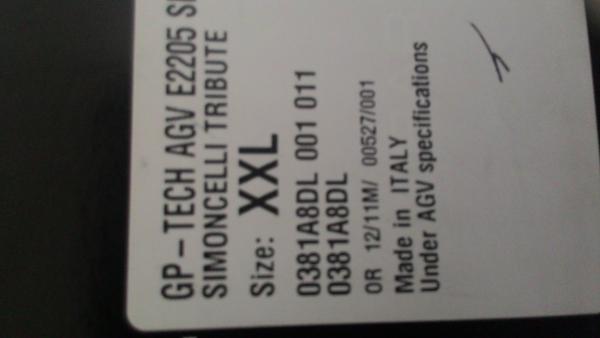 GP-TECH AGV E2205 S
SIMONCELLI TRIBUTE
Size: XXL
0381A8DL 001 011
0381A8DL
OR 12/11M/ 00527/001
Made in ITALY
Under AGV specifications